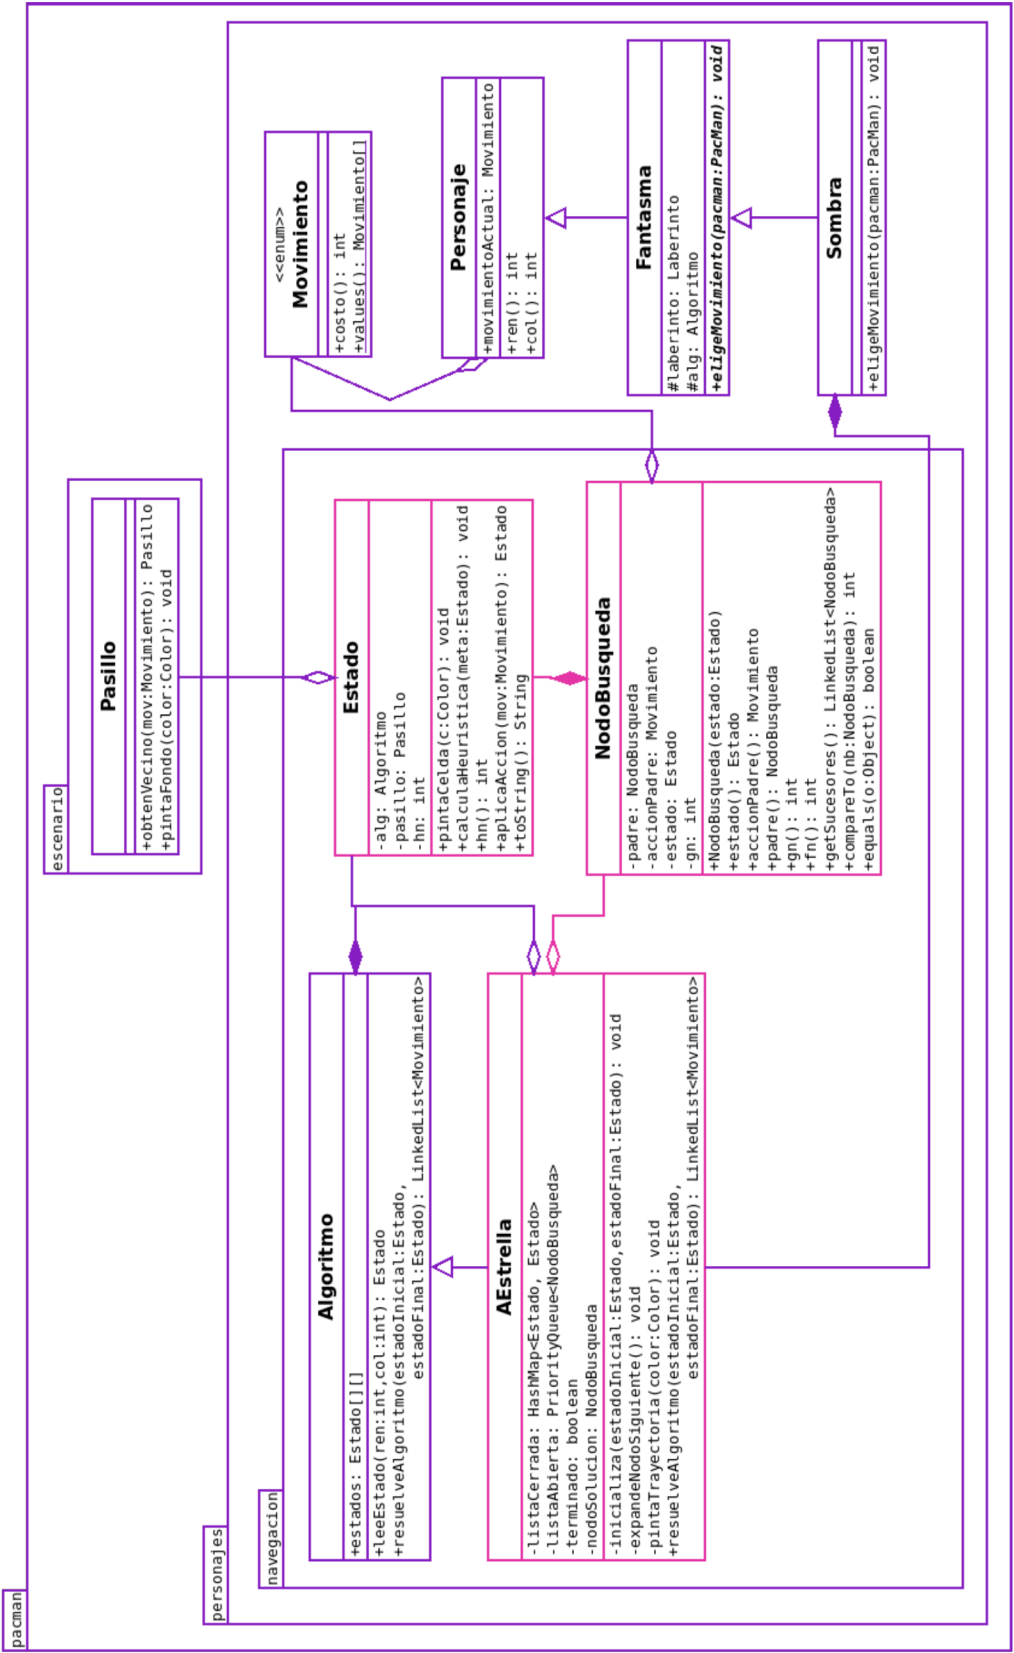 pacman
escenario
Pasillo
+obtenVecino(mov:Movimiento): Pasillo
+pintaFondo(color:Color): void
personajes
<<enum>>
Movimiento
+costo(): int
+values(): Movimiento[]
Personaje
+movimientoActual: Movimiento
+ren(): int
+col(): int
Fantasma
#laberinto: Laberinto
#alg: Algoritmo
+eligeMovimiento(pacman:PacMan): void
Sombra
+eligeMovimiento(pacman:PacMan): void
navegacion
Algoritmo
+estados: Estado[][]
+leeEstado(ren:int,col:int): Estado
+resuelveAlgoritmo(estadoInicial:Estado,
estadoFinal:Estado): LinkedList<Movimiento>
Estado
-alg: Algoritmo
-pasillo: Pasillo
-hn: int
+pintaCelda(c:Color): void
+calculaHeuristica(meta:Estado): void
+hn(): int
+aplicaAccion(mov:Movimiento): Estado
+toString(): String
AEstrella
-listaCerrada: HashMap<Estado, Estado>
-listaAbierta: PriorityQueue<NodoBusqueda>
-terminado: boolean
-nodoSolucion: NodoBusqueda
-inicializa(estadoInicial:Estado,estadoFinal:Estado): void
-expandeNodoSiguiente(): void
-pintaTrayectoria(color:Color): void
+resuelveAlgoritmo(estadoInicial:Estado,
estadoFinal:Estado): LinkedList<Movimiento>
NodoBusqueda
-padre: NodoBusqueda
-accionPadre: Movimiento
-estado: Estado
-gn: int
+NodoBusqueda(estado:Estado)
+estado(): Estado
+accionPadre(): Movimiento
+padre(): NodoBusqueda
+gn(): int
+fn(): int
+getSucesores(): LinkedList<NodoBusqueda>
+compareTo(nb:NodoBusqueda): int
+equals(o:Object): boolean